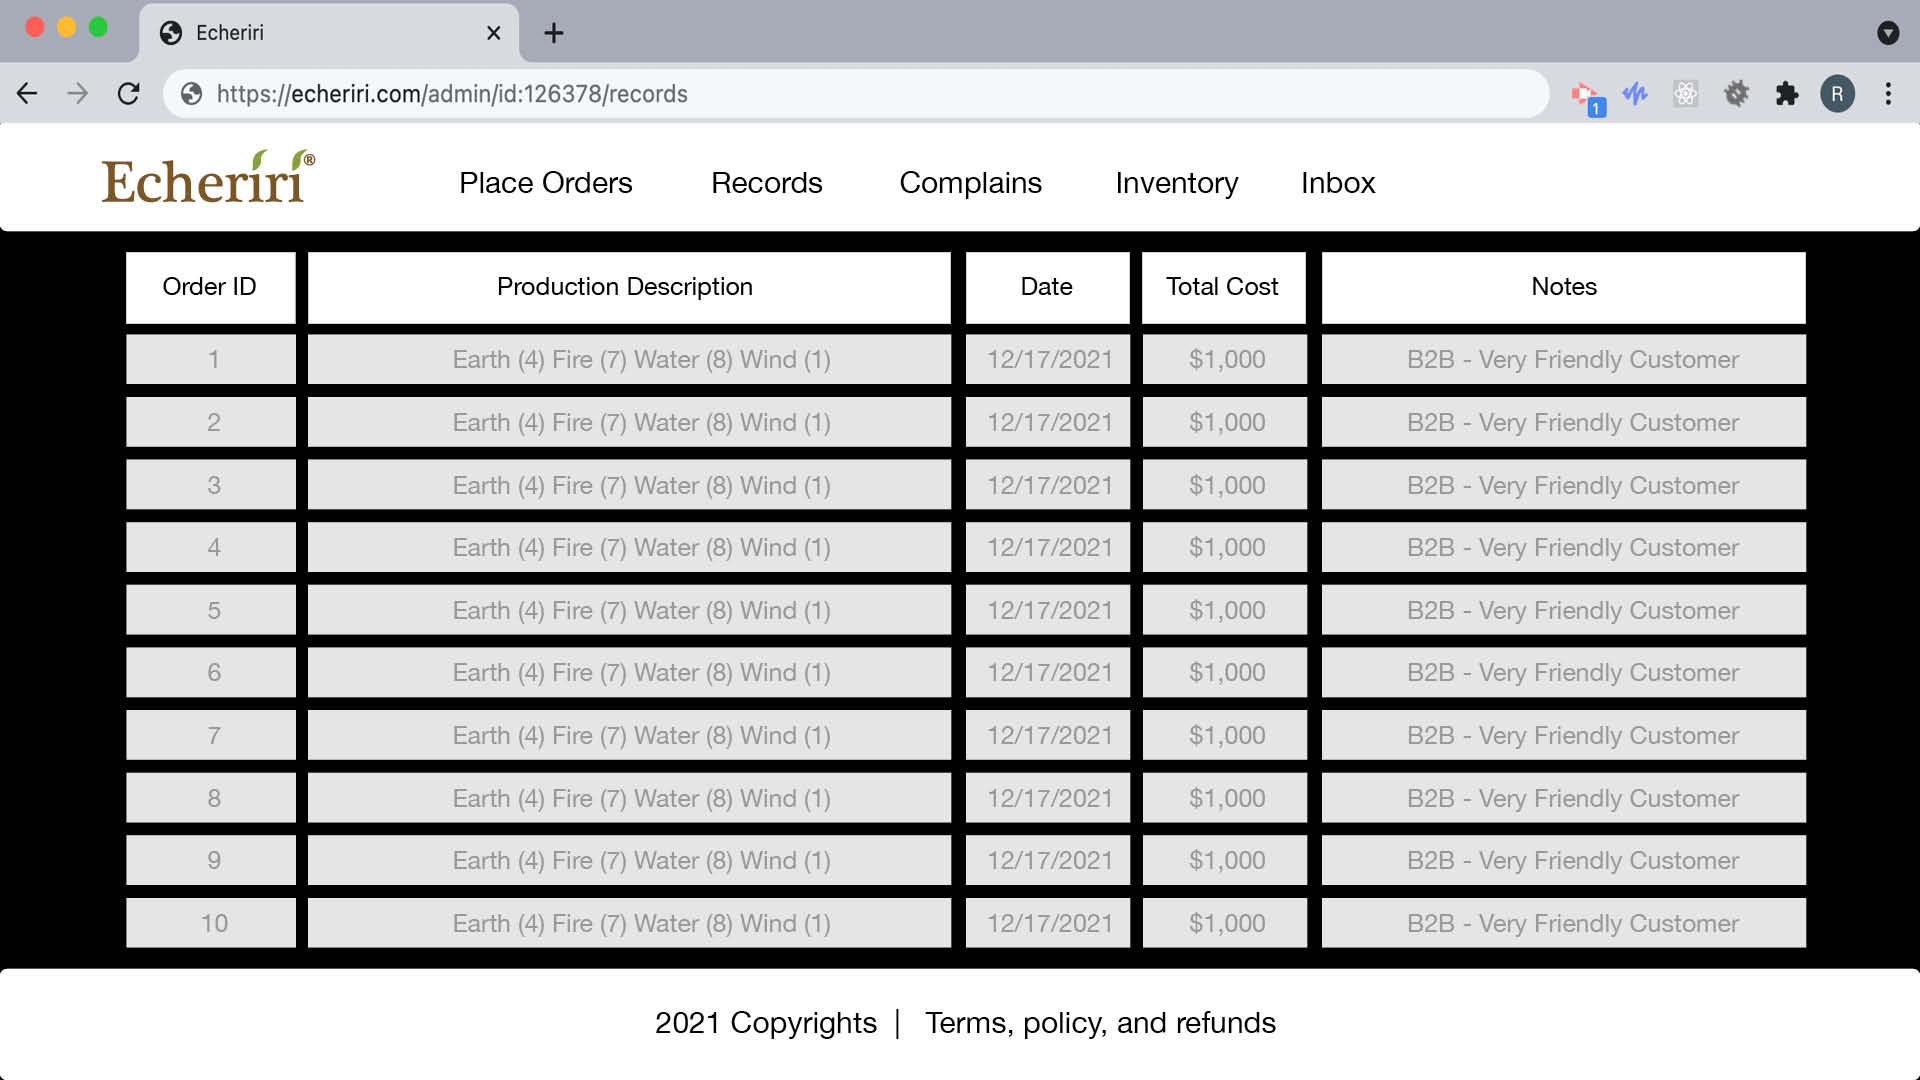 Echeriri
https://echeriri.com/admin/id:126378/records
1
R
Echeriri®
Place Orders Records Complains Inventory Inbox
Order ID Production Description Date Total Cost Notes
1 Earth (4) Fire (7) Water (8) Wind (1) 12/17/2021 $1,000 B2B - Very Friendly Customer
2 Earth (4) Fire (7) Water (8) Wind (1) 12/17/2021 $1,000 B2B - Very Friendly Customer
3 Earth (4) Fire (7) Water (8) Wind (1) 12/17/2021 $1,000 B2B - Very Friendly Customer
4 Earth (4) Fire (7) Water (8) Wind (1) 12/17/2021 $1,000 B2B - Very Friendly Customer
5 Earth (4) Fire (7) Water (8) Wind (1) 12/17/2021 $1,000 B2B - Very Friendly Customer
6 Earth (4) Fire (7) Water (8) Wind (1) 12/17/2021 $1,000 B2B - Very Friendly Customer
7 Earth (4) Fire (7) Water (8) Wind (1) 12/17/2021 $1,000 B2B - Very Friendly Customer
8 Earth (4) Fire (7) Water (8) Wind (1) 12/17/2021 $1,000 B2B - Very Friendly Customer
9 Earth (4) Fire (7) Water (8) Wind (1) 12/17/2021 $1,000 B2B - Very Friendly Customer
10 Earth (4) Fire (7) Water (8) Wind (1) 12/17/2021 $1,000 B2B - Very Friendly Customer
2021 Copyrights | Terms, policy, and refunds